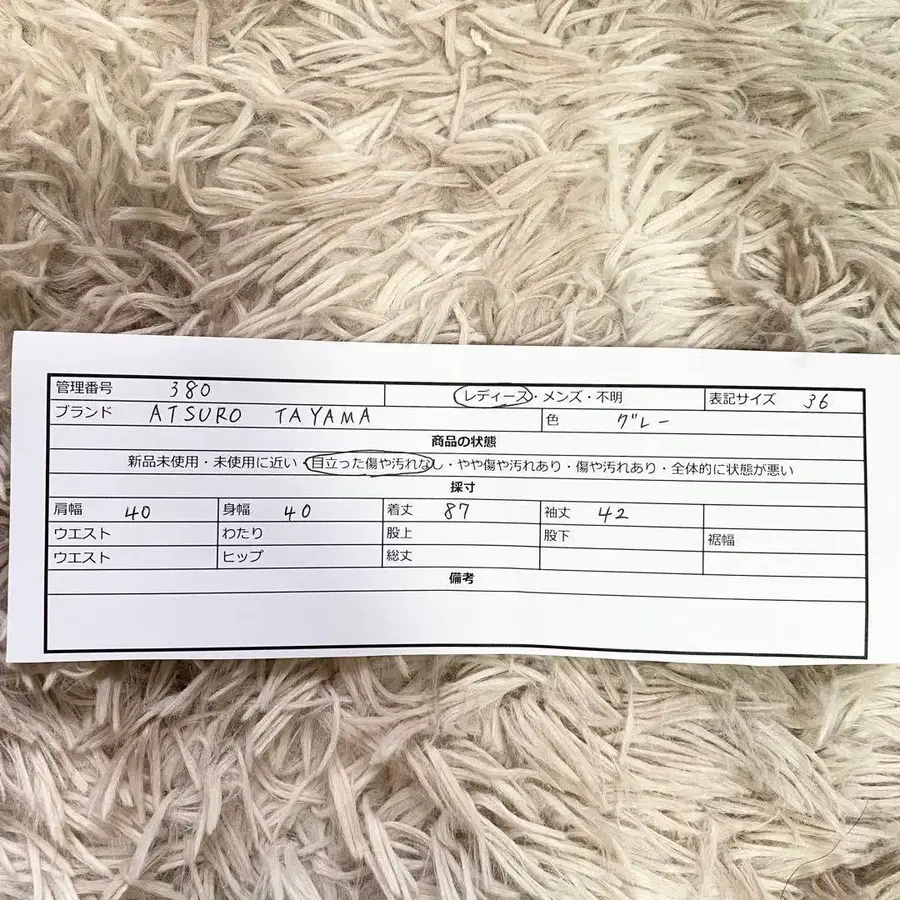 管理番号 380 レディース・メンズ・不明 表記サイズ 36
ブランド ATSURO TAYAMA 色 グレー
商品の状態
新品未使用・未使用に近い・目立った傷や汚れなし・やや傷や汚れあり・傷や汚れあり・全体的に状態が悪い
採寸
肩幅 40 身幅 40 着丈 87 袖丈 42
ウエスト わたり 股上 股下 裾幅
ウエスト ヒップ 総丈
備考